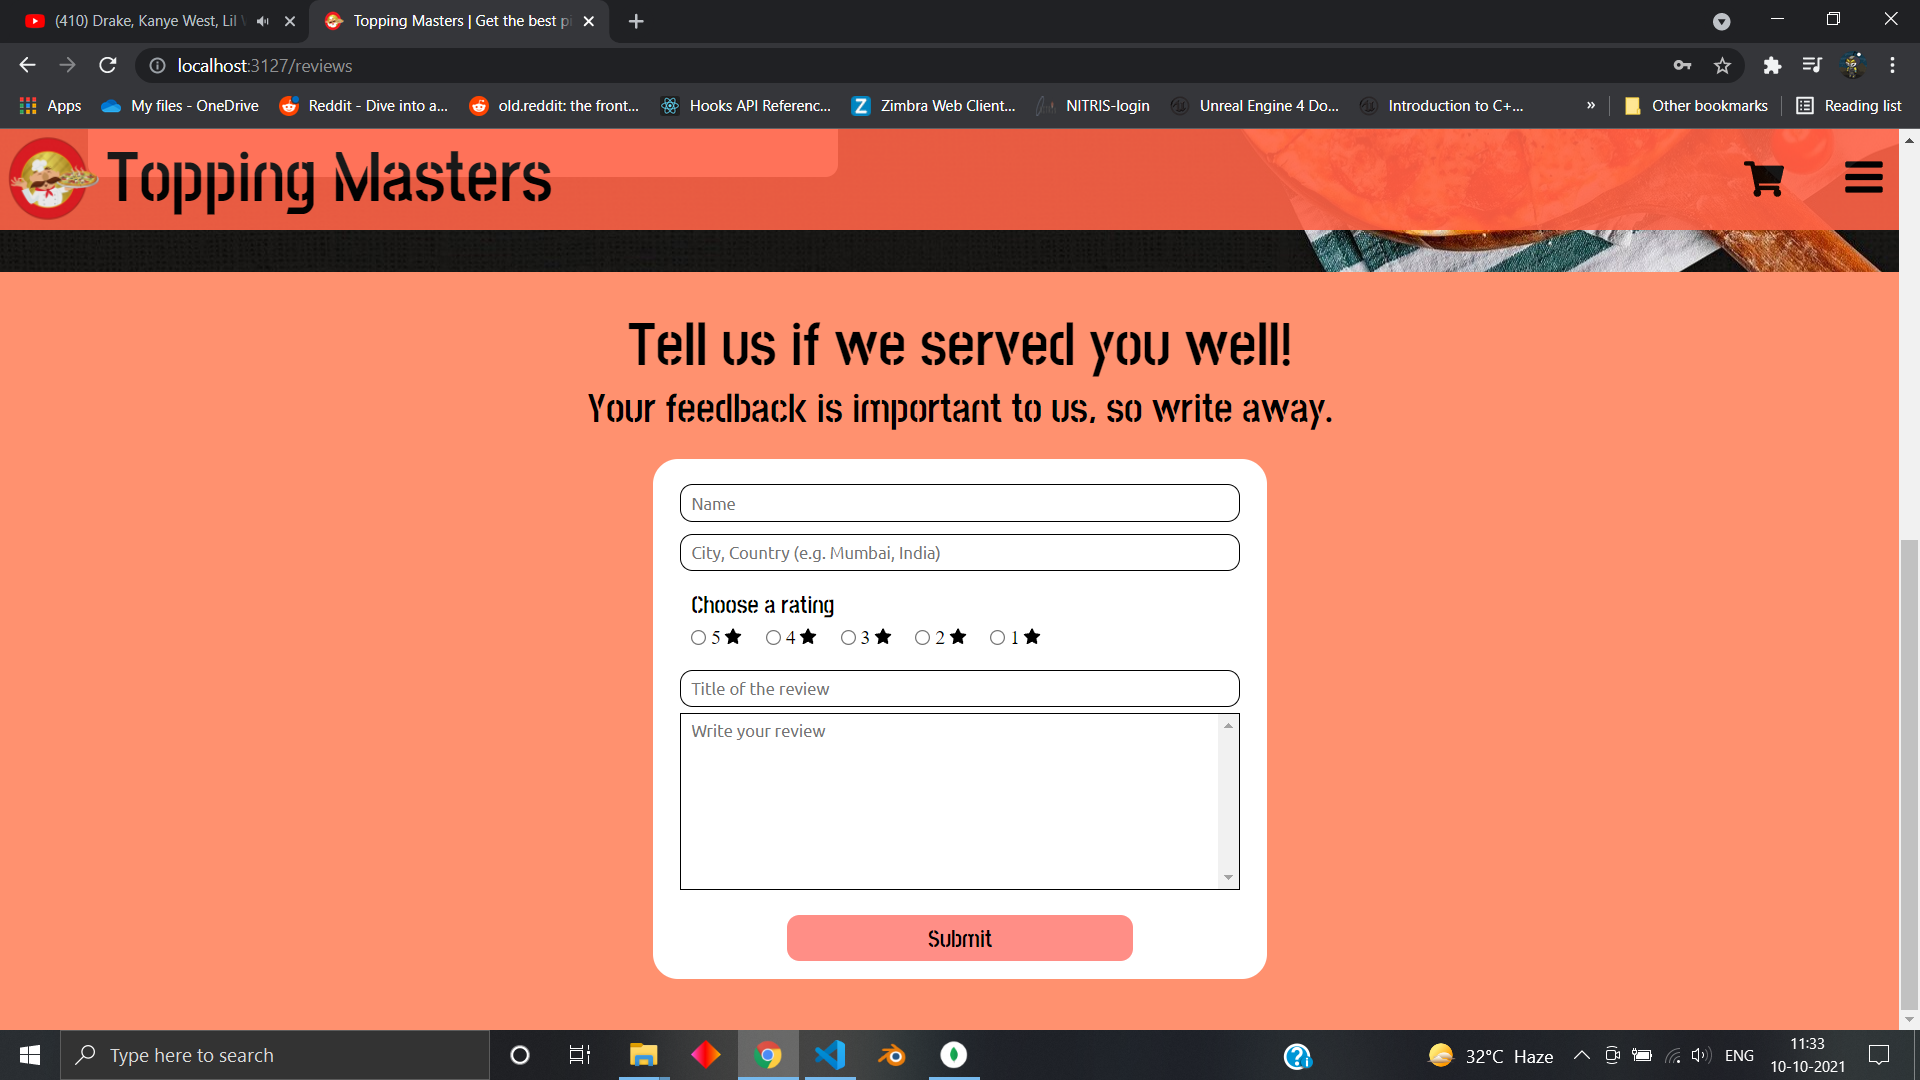 (410) Drake, Kanye West, Lil
Topping Masters | Get the best pi
localhost:3127/reviews
Apps
My files - OneDrive
Reddit - Dive into a...
old.reddit: the front...
Hooks API Referenc...
Zimbra Web Client...
NITRIS-login
Unreal Engine 4 Do...
Introduction to C+...
»
Other bookmarks
Reading list
Topping Masters
Tell us if we served you well!
Your feedback is important to us, so write away.
Name
City, Country (e.g. Mumbai, India)
Choose a rating
5 ★ 4 ★ 3 ★ 2 ★ 1 ★
Title of the review
Write your review
Submit
Type here to search
32°C Haze
ENG
11:33
10-10-2021